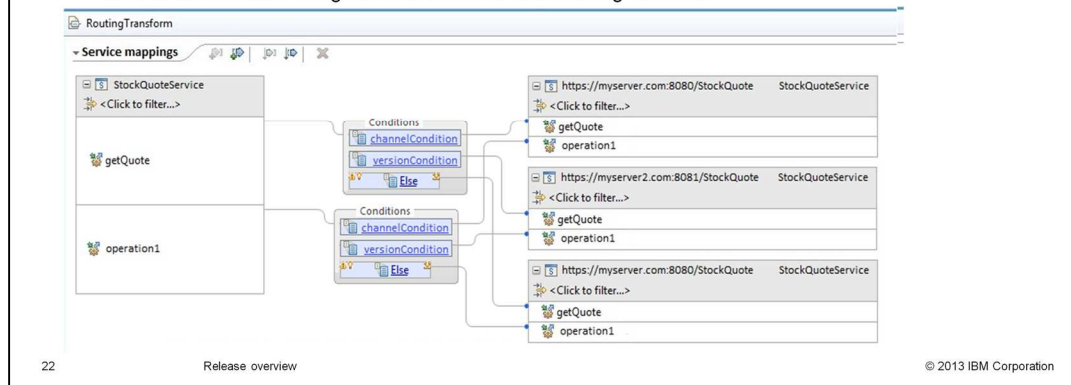 RoutingTransform
Service mappings
StockQuoteService
<Click to filter...>
getQuote
operation1
Conditions
channelCondition
versionCondition
Else
Conditions
channelCondition
versionCondition
Else
https://myserver.com:8080/StockQuote StockQuoteService
<Click to filter...>
getQuote
operation1
https://myserver2.com:8081/StockQuote StockQuoteService
<Click to filter...>
getQuote
operation1
https://myserver.com:8080/StockQuote StockQuoteService
<Click to filter...>
getQuote
operation1
22 Release overview © 2013 IBM Corporation